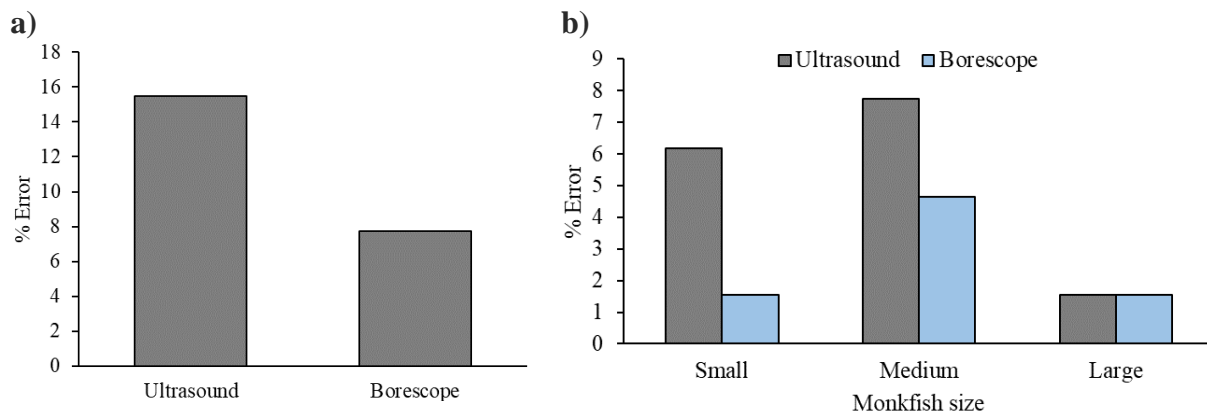 a)
18
16
14
12
10
8
6
4
2
0
% Error
Ultrasound
Borescope
b)
Ultrasound Borescope
9
8
7
6
5
4
3
2
1
0
% Error
Small
Medium
Large
Monkfish size